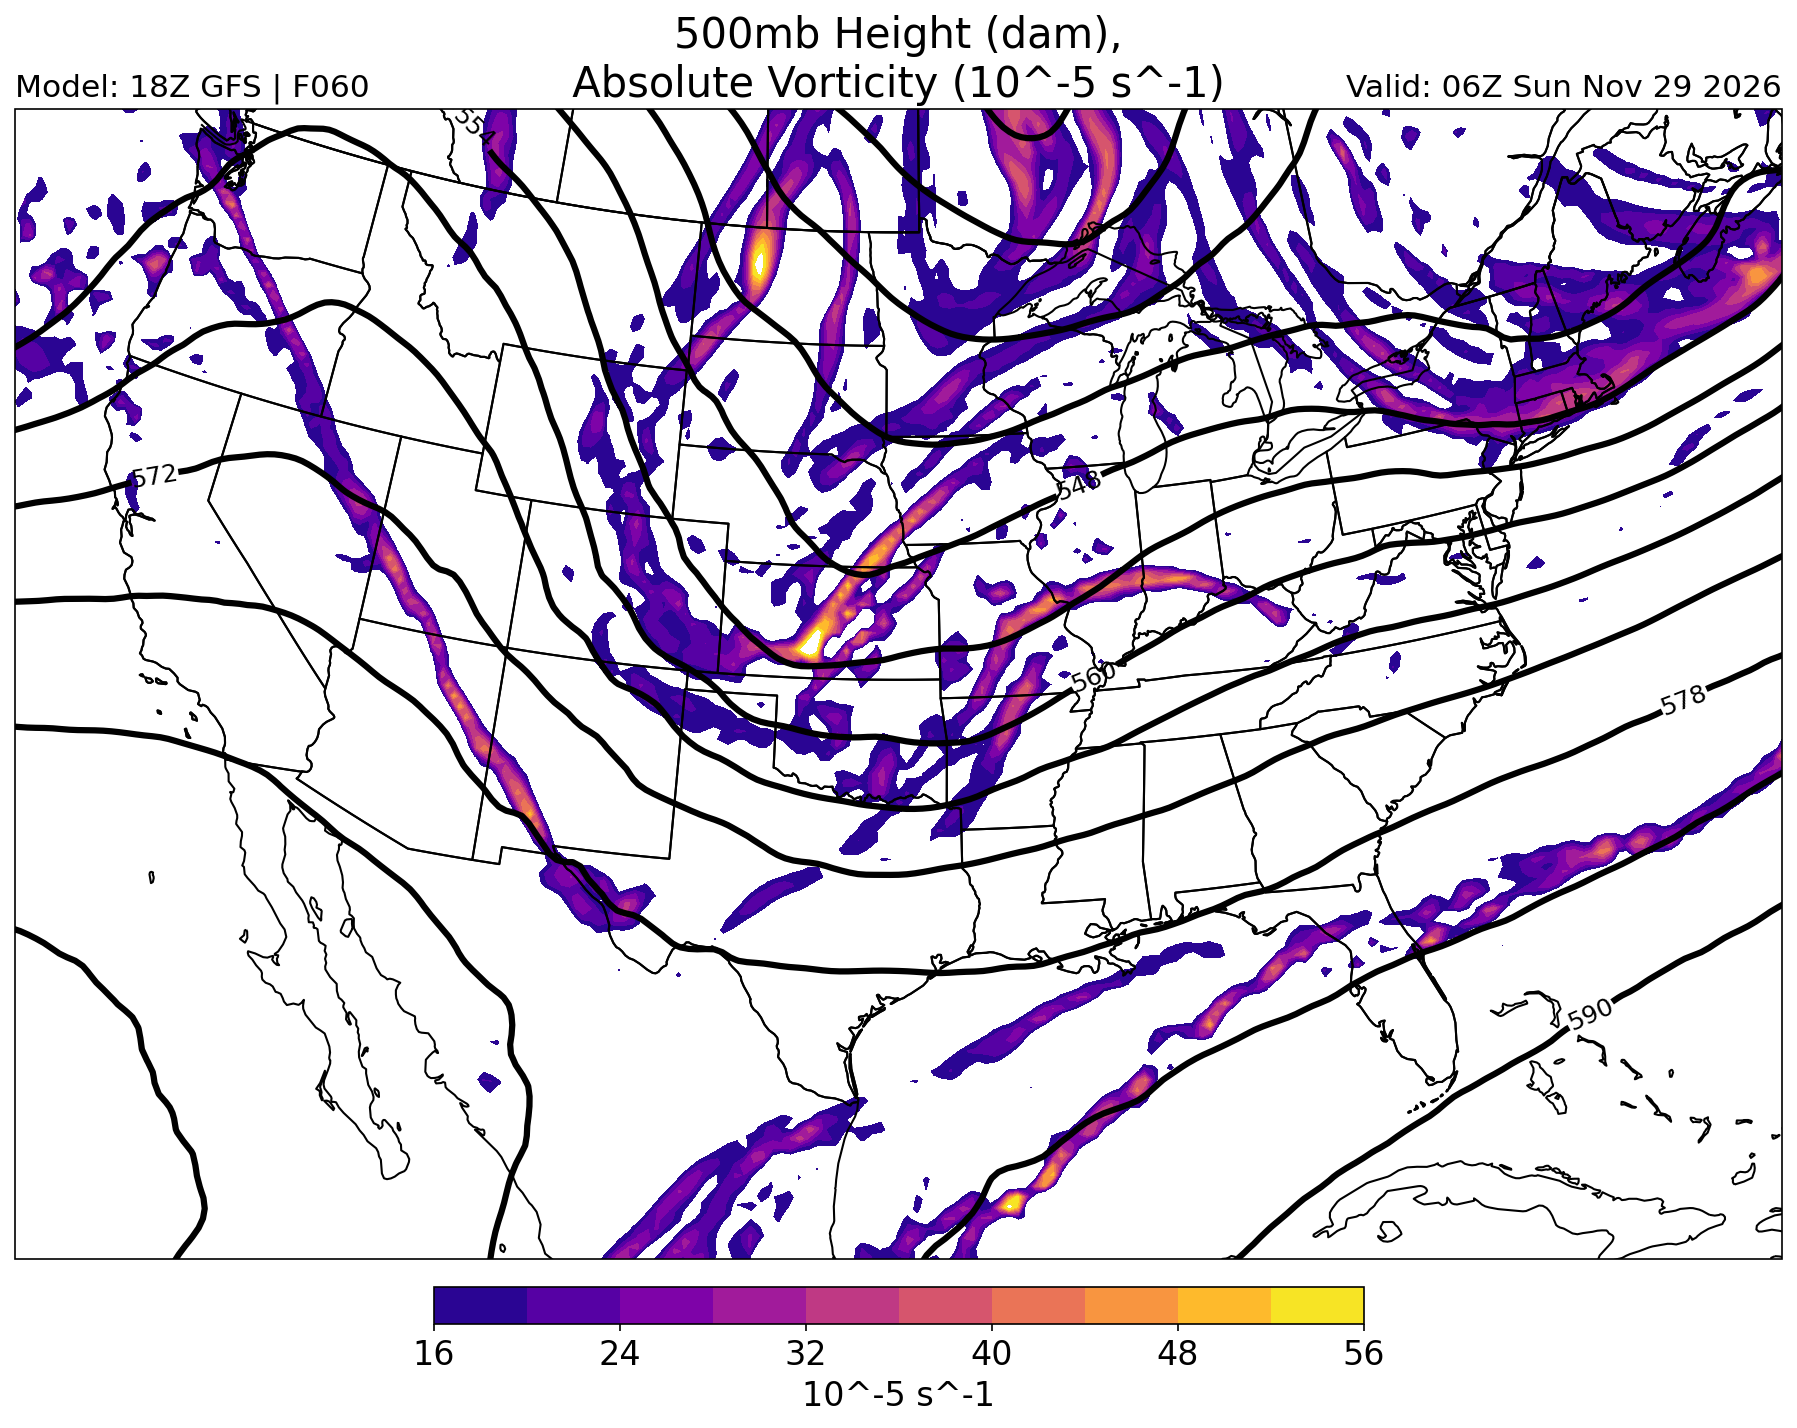 500mb Height (dam),
Absolute Vorticity (10^-5 s^-1)
Model: 18Z GFS | F060
Valid: 06Z Sun Nov 29 2026
554
572
548
560
578
590
16 24 32 40 48 56
10^-5 s^-1